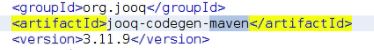 <groupId>org.jooq</groupId>
<artifactId>jooq-codegen-maven</artifactId>
<version>3.11.9</version>